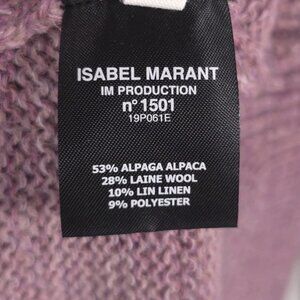 ISABEL MARANT
IM PRODUCTION
n° 1501
19P061E
53% ALPAGA ALPACA
28% LAINE WOOL
10% LIN LINEN
9% POLYESTER